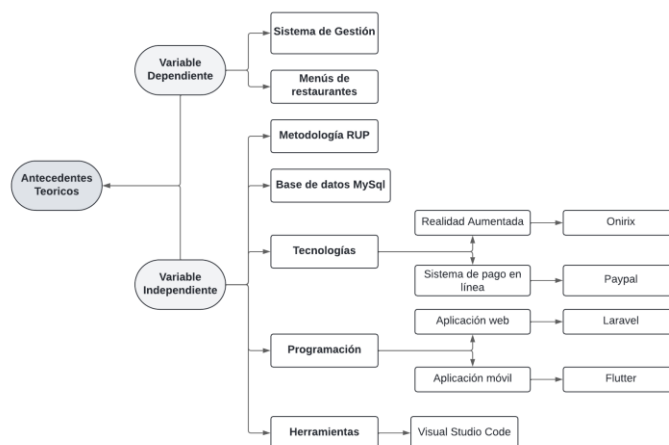 Sistema de Gestión
Variable
Dependiente
Menús de
restaurantes
Metodología RUP
Antecedentes
Teoricos
Base de datos MySql
Realidad Aumentada
Onirix
Tecnologías
Variable
Independiente
Sistema de pago en
línea
Paypal
Aplicación web
Laravel
Programación
Aplicación móvil
Flutter
Herramientas
Visual Studio Code